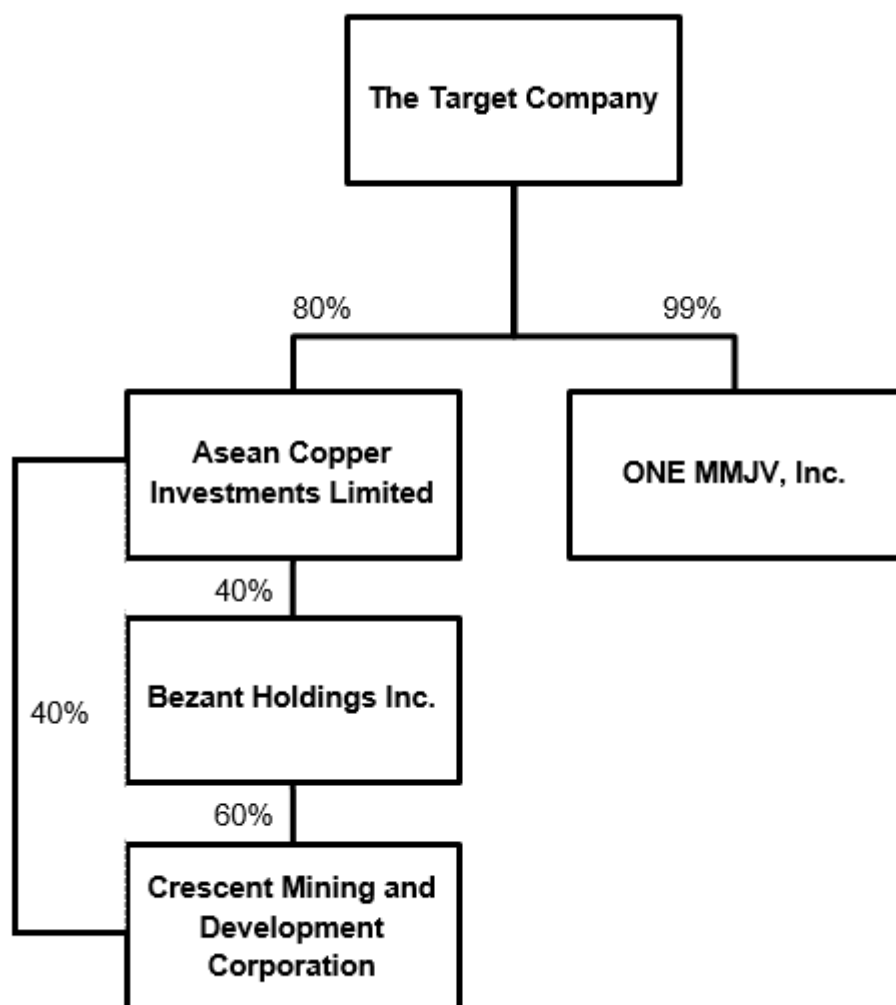 The Target Company
80%
99%
Asean Copper
Investments Limited
ONE MMJV, Inc.
40%
Bezant Holdings Inc.
40%
60%
Crescent Mining and
Development
Corporation